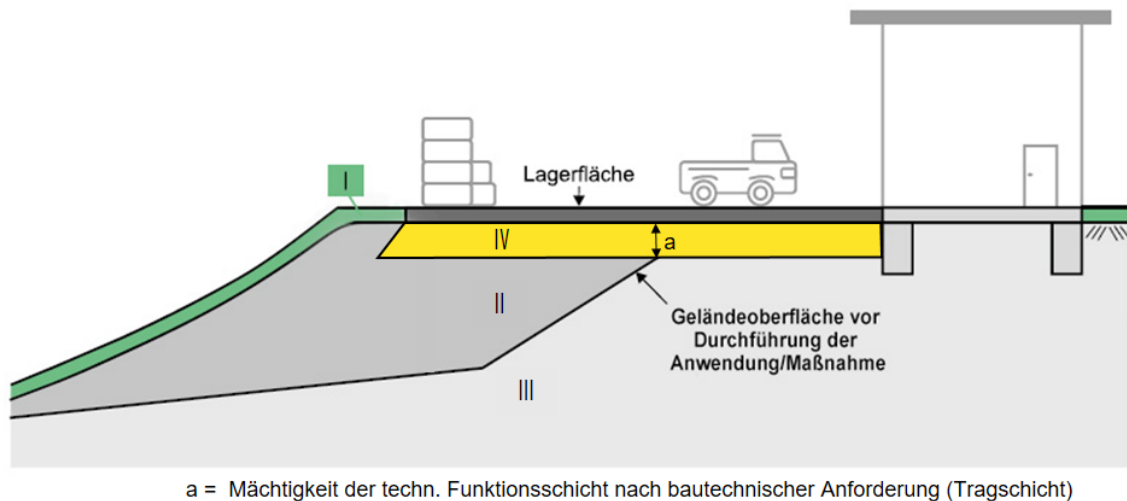 I
Lagerfläche
IV
a
II
Geländeoberfläche vor
Durchführung der
Anwendung/Maßnahme
III
a = Mächtigkeit der techn. Funktionsschicht nach bautechnischer Anforderung (Tragschicht)